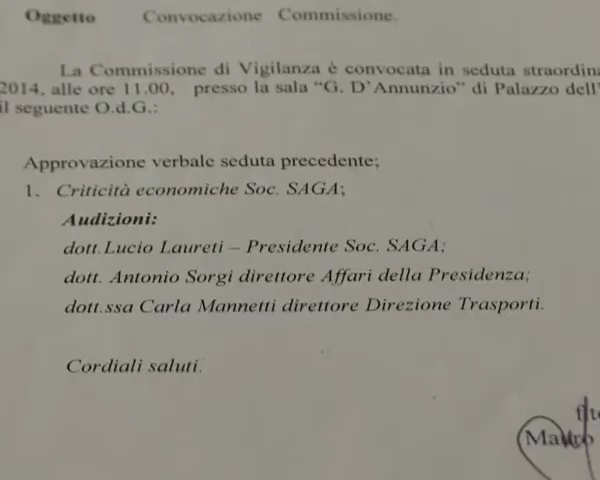 Oggetto Convocazione Commissione.
La Commissione di Vigilanza è convocata in seduta
2014, alle ore 11.00, presso la sala "G. D'Annunzio" di Palazzo
il seguente O.d.G.:
Approvazione verbale seduta precedente;
1. Criticità economiche Soc. SAGA;
Audizioni:
dott. Lucio Laureti – Presidente Soc. SAGA;
dott. Antonio Sorgi direttore Affari della Presidenza;
dott.ssa Carla Mannetti direttore Direzione Trasporti.
Cordiali saluti.